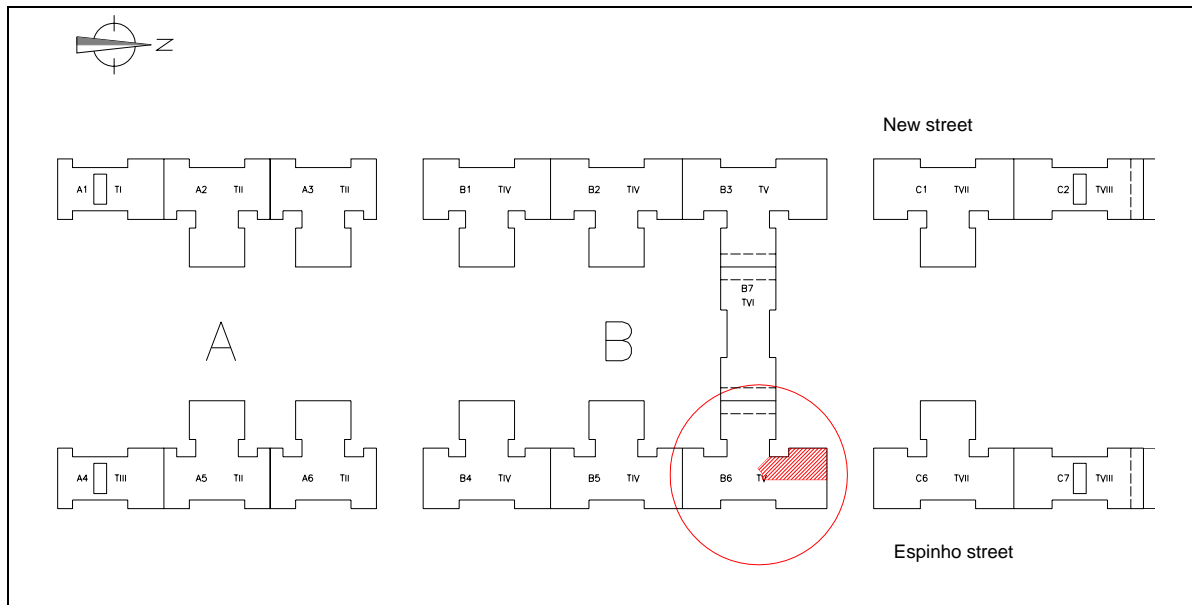 N
New street
A1 TI A2 TII A3 TII B1 TIV B2 TIV B3 TV C1 TVII C2 TVIII
B7
TVI
A B
A4 TIII A5 TII A6 TII B4 TIV B5 TIV B6 TV C6 TVII C7 TVIII
Espinho street